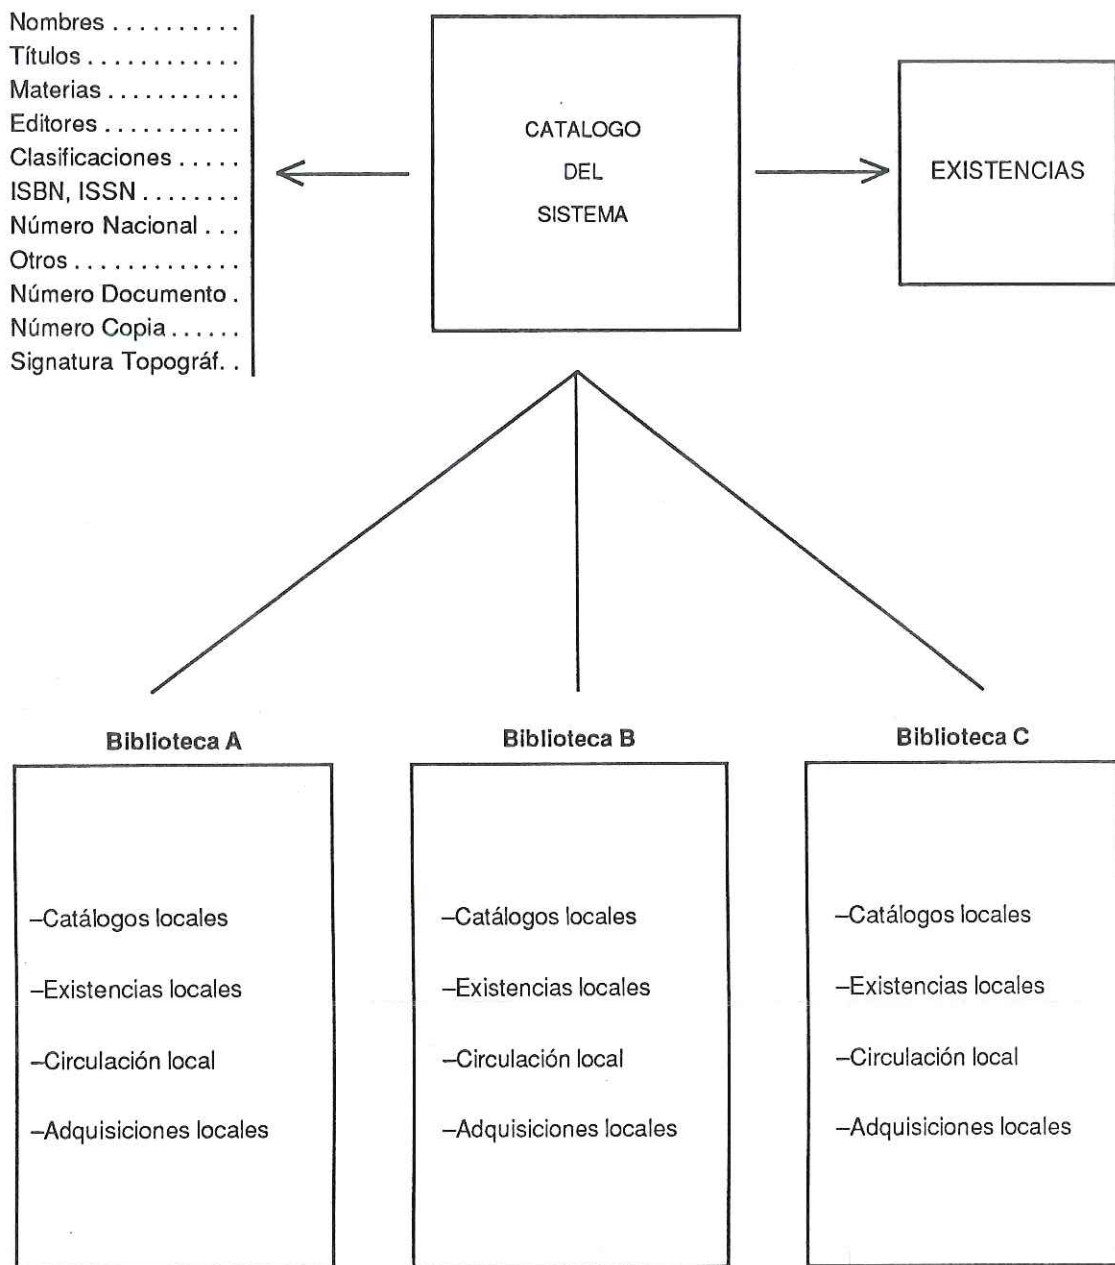 Nombres . . . . . . . . . .
Títulos . . . . . . . . . . . .
Materias . . . . . . . . . . .
Editores . . . . . . . . . . .
Clasificaciones . . . . .
ISBN, ISSN . . . . . . . .
Número Nacional . . .
Otros . . . . . . . . . . . . .
Número Documento .
Número Copia . . . . . .
Signatura Topográf. .
CATALOGO
DEL
SISTEMA
EXISTENCIAS
Biblioteca A
–Catálogos locales
–Existencias locales
–Circulación local
–Adquisiciones locales
Biblioteca B
–Catálogos locales
–Existencias locales
–Circulación local
–Adquisiciones locales
Biblioteca C
–Catálogos locales
–Existencias locales
–Circulación local
–Adquisiciones locales